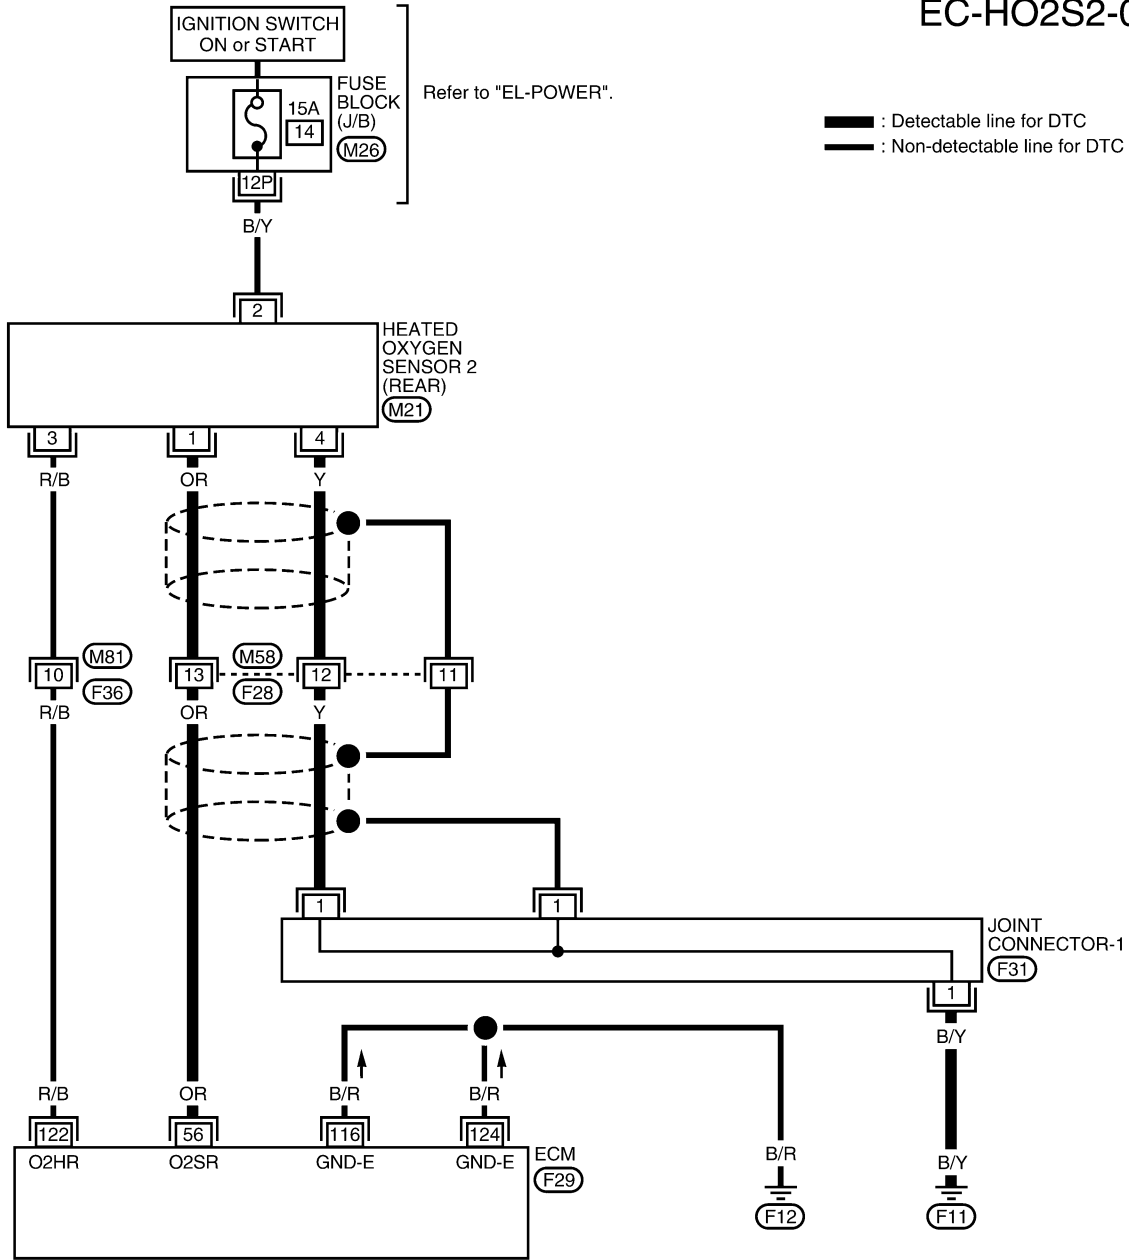 EC-HO2S2-0
IGNITION SWITCH
ON or START
FUSE
BLOCK
(J/B)
M26
15A
14
12P
Refer to "EL-POWER".
: Detectable line for DTC
: Non-detectable line for DTC
B/Y
2
HEATED
OXYGEN
SENSOR 2
(REAR)
M21
3
1
4
R/B
OR
Y
10
M81
F36
13
M58
F28
12
11
R/B
OR
Y
1
1
JOINT
CONNECTOR-1
F31
1
B/Y
R/B
OR
B/R
B/R
122
56
116
124
O2HR
O2SR
GND-E
GND-E
ECM
F29
B/R
B/Y
F12
F11